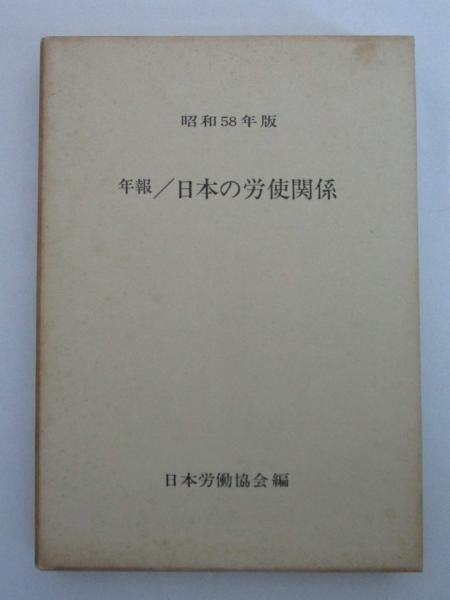 昭和58年版
年報／日本の労使関係
日本労働協会編